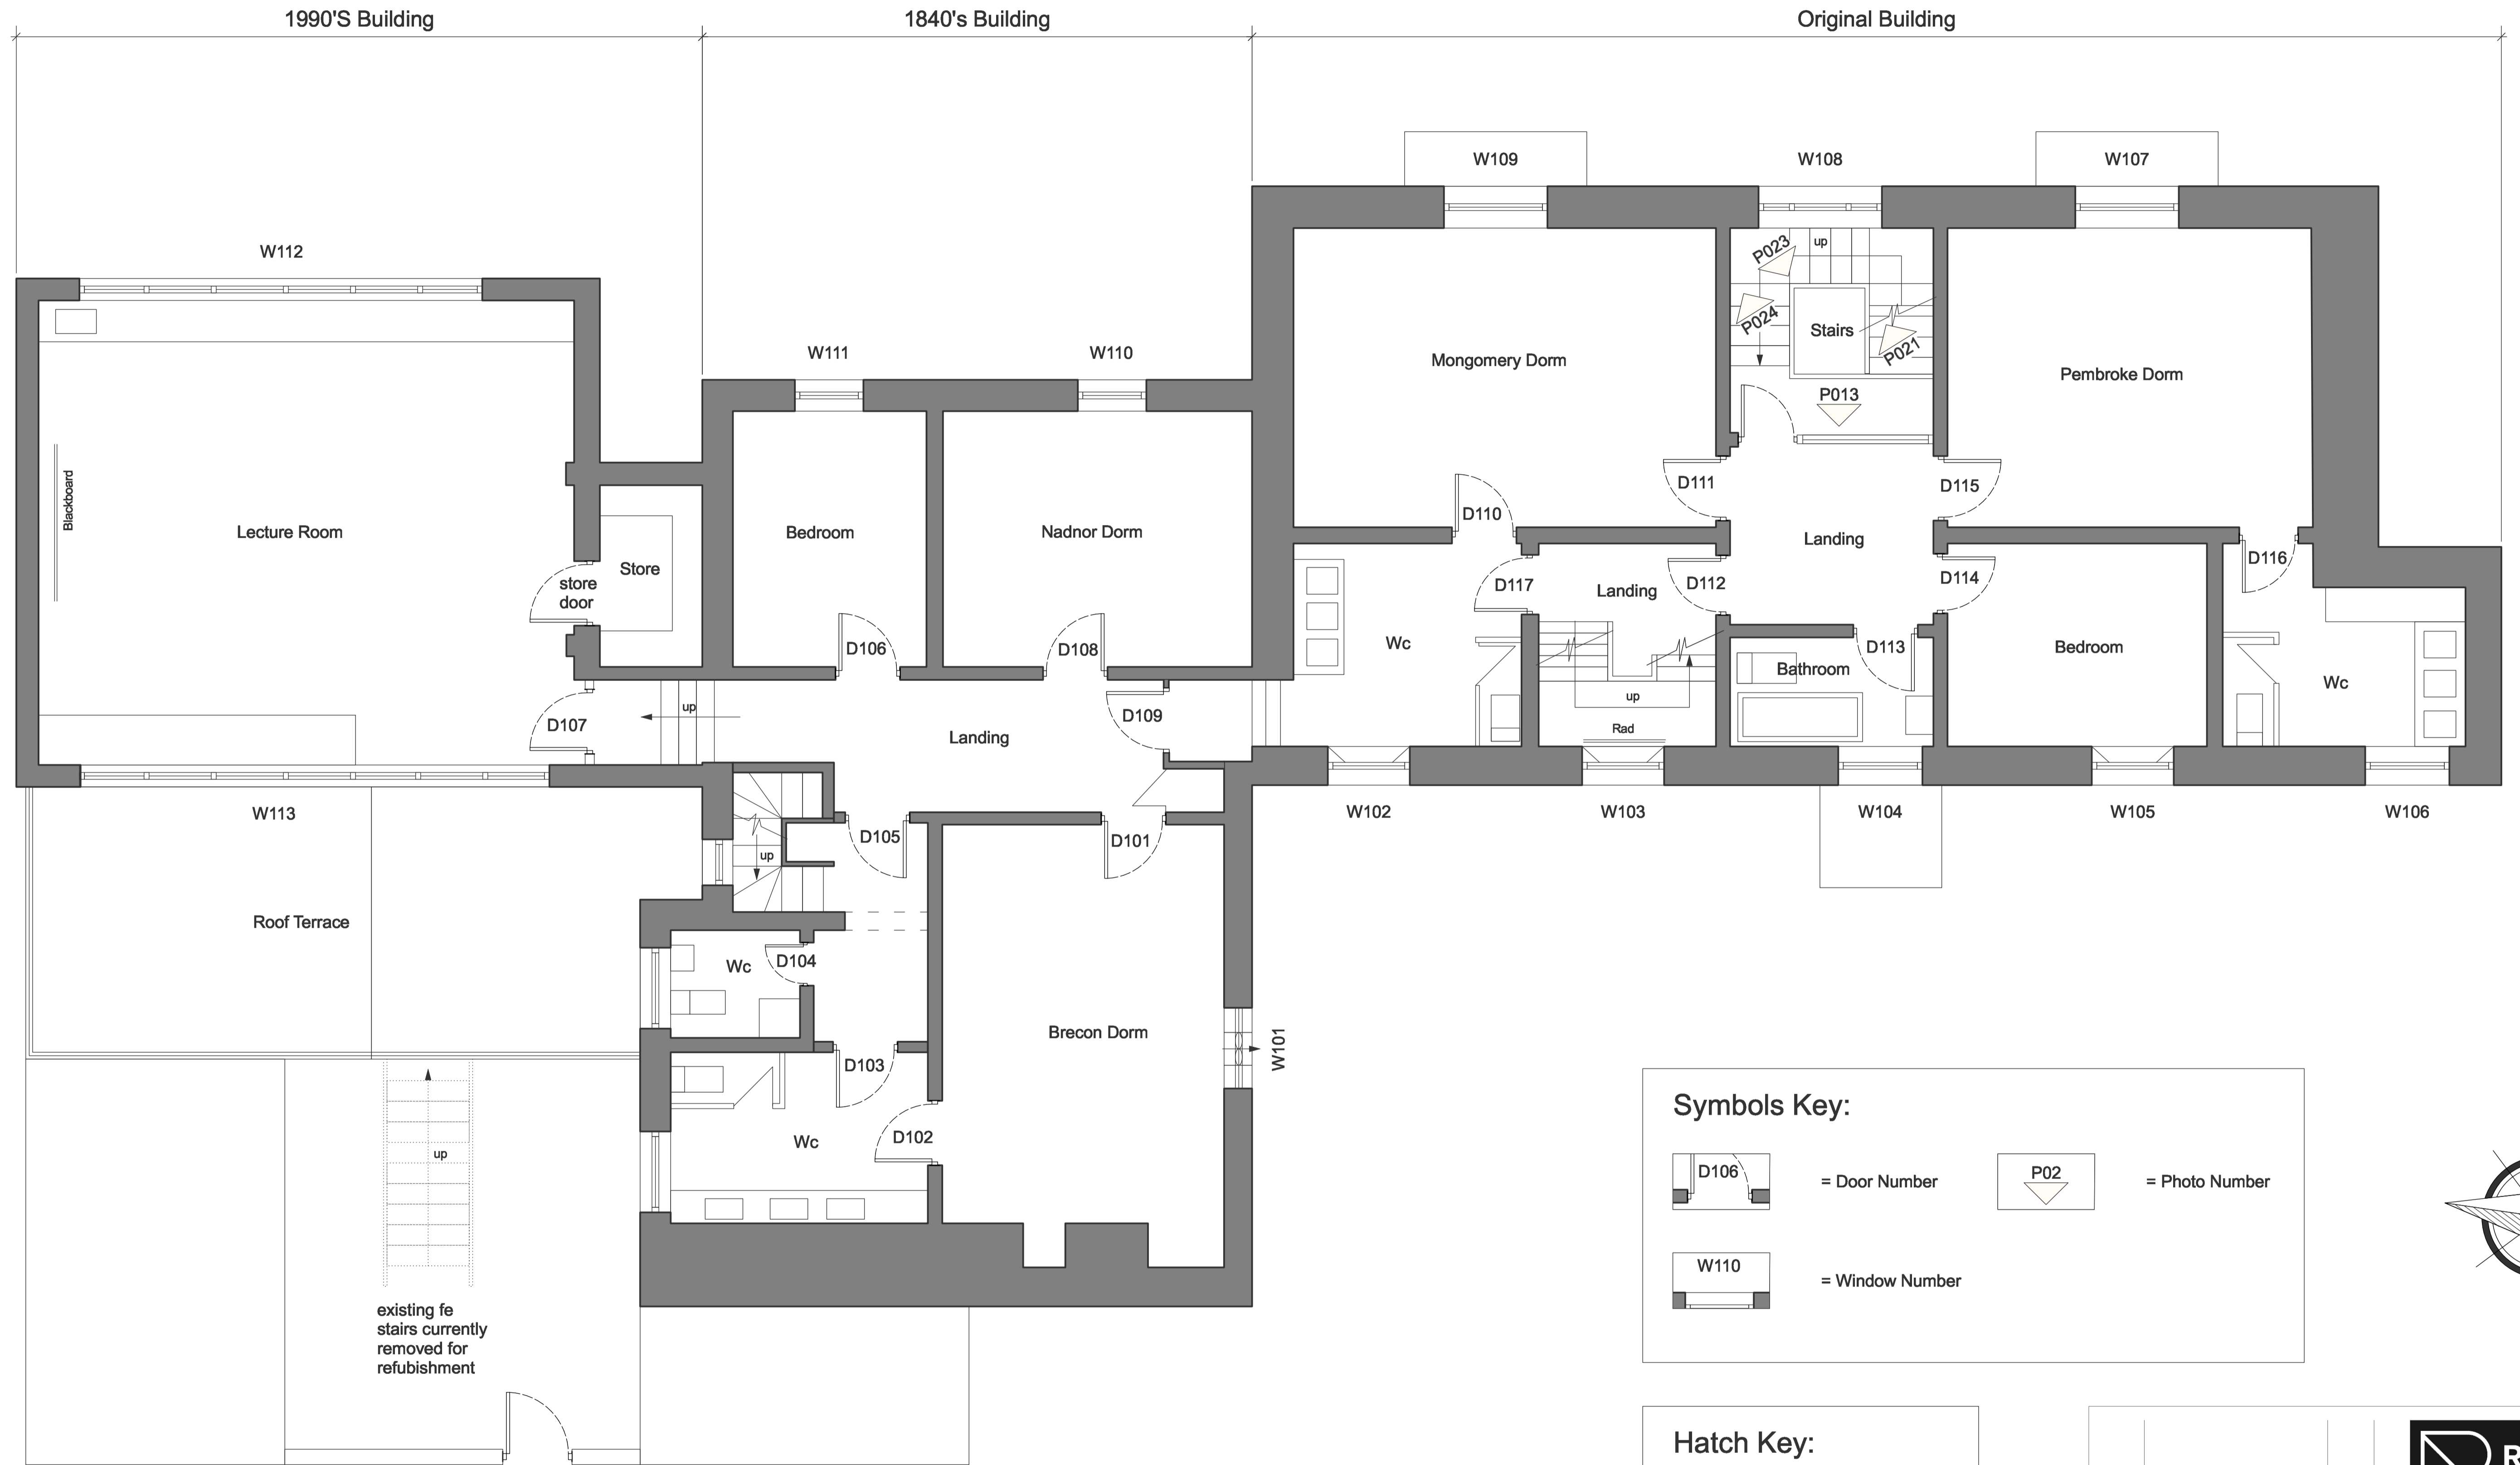 1990'S Building
1840's Building
Original Building
W109
W108
W107
W112
P023
up
P024
Stairs
P021
W111
W110
Mongomery Dorm
Pembroke Dorm
P013
Blackboard
Lecture Room
Bedroom
Nadnor Dorm
D110
D111
D115
Landing
Store
store
door
D117
Landing
D112
D114
D116
D106
D108
Wc
D113
Bedroom
Bathroom
Wc
up
up
D107
D109
Landing
Rad
W113
W102
W103
W104
W105
W106
D105
D101
up
Roof Terrace
Wc
D104
Brecon Dorm
W101
D103
Wc
D102
up
existing fe
stairs currently
removed for
refubishment
Symbols Key:
D106
= Door Number
P02
= Photo Number
W110
= Window Number
Hatch Key: